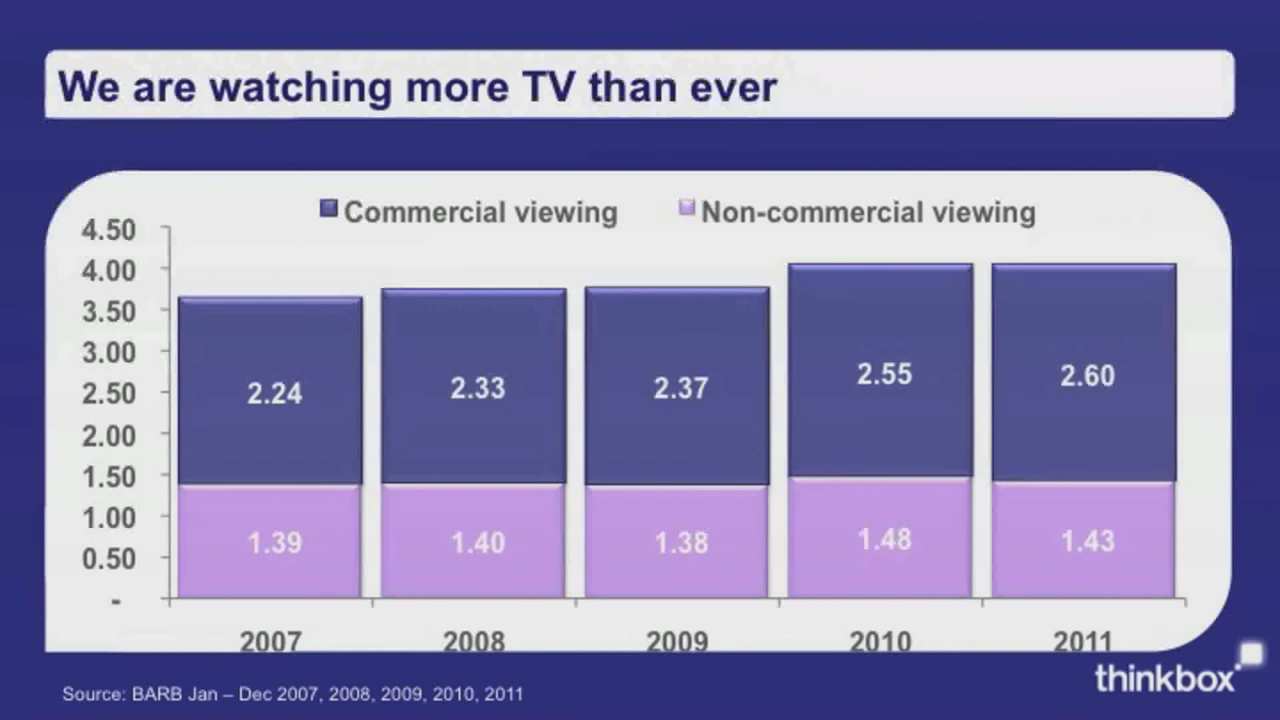 We are watching more TV than ever
Commercial viewing Non-commercial viewing
4.50
4.00
3.50
3.00
2.50
2.00
1.50
1.00
0.50
-
2.24 2.33 2.37 2.55 2.60
1.39 1.40 1.38 1.48 1.43
2007 2008 2009 2010 2011
Source: BARB Jan – Dec 2007, 2008, 2009, 2010, 2011
thinkbox